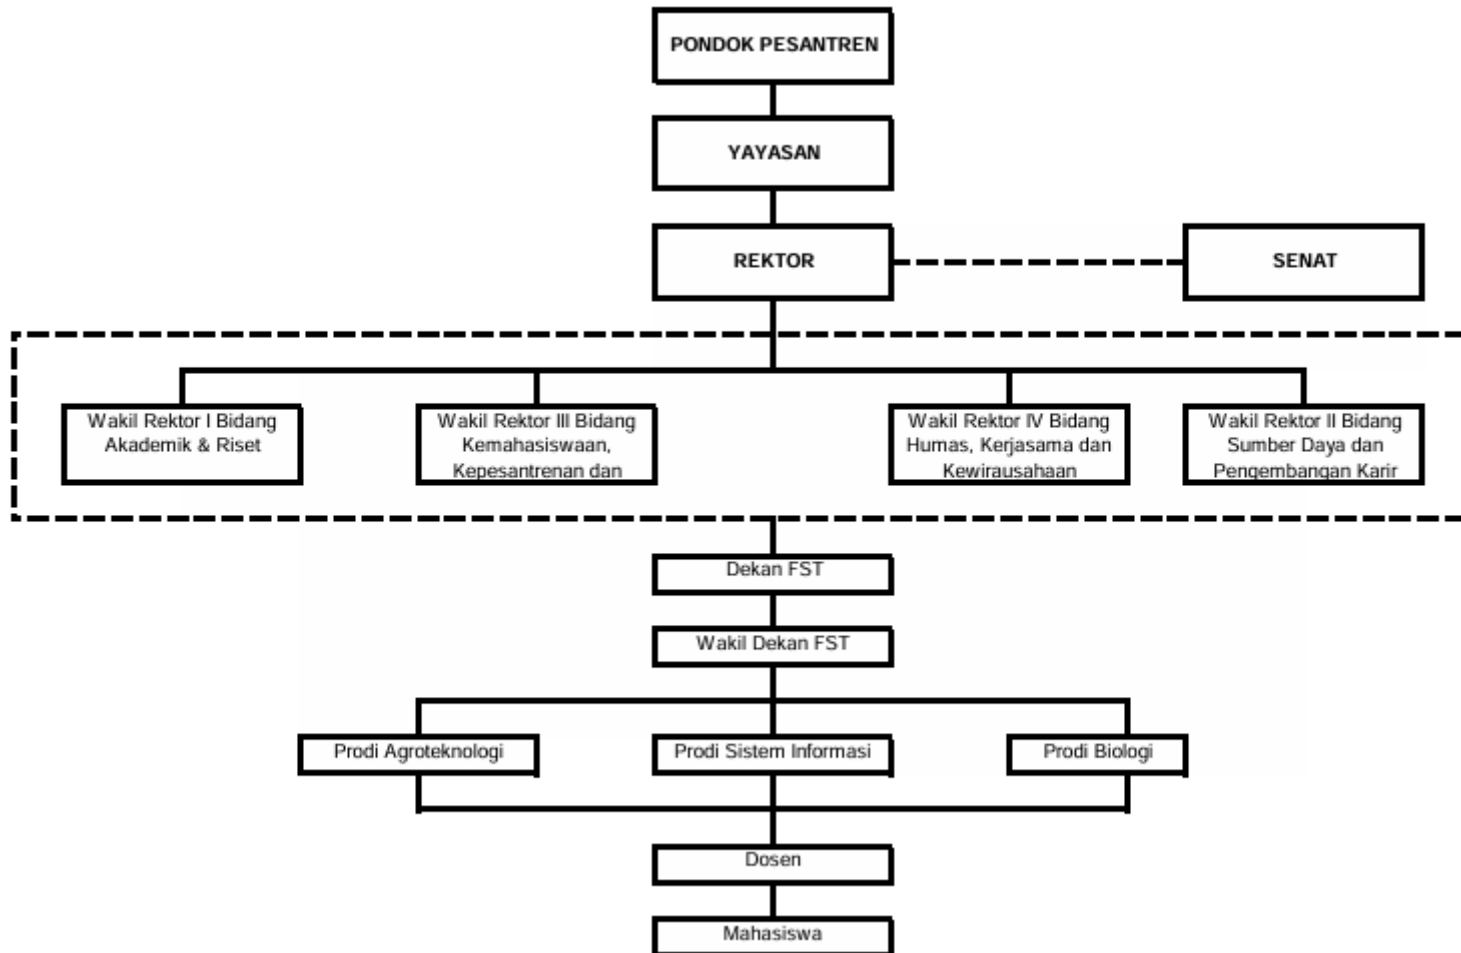 PONDOK PESANTREN
YAYASAN
REKTOR
SENAT
Wakil Rektor I Bidang
Akademik & Riset
Wakil Rektor III Bidang
Kemahasiswaan,
Kepesantrenan dan
Wakil Rektor IV Bidang
Humas, Kerjasama dan
Kewirausahaan
Wakil Rektor II Bidang
Sumber Daya dan
Pengembangan Karir
Dekan FST
Wakil Dekan FST
Prodi Agroteknologi
Prodi Sistem Informasi
Prodi Biologi
Dosen
Mahasiswa